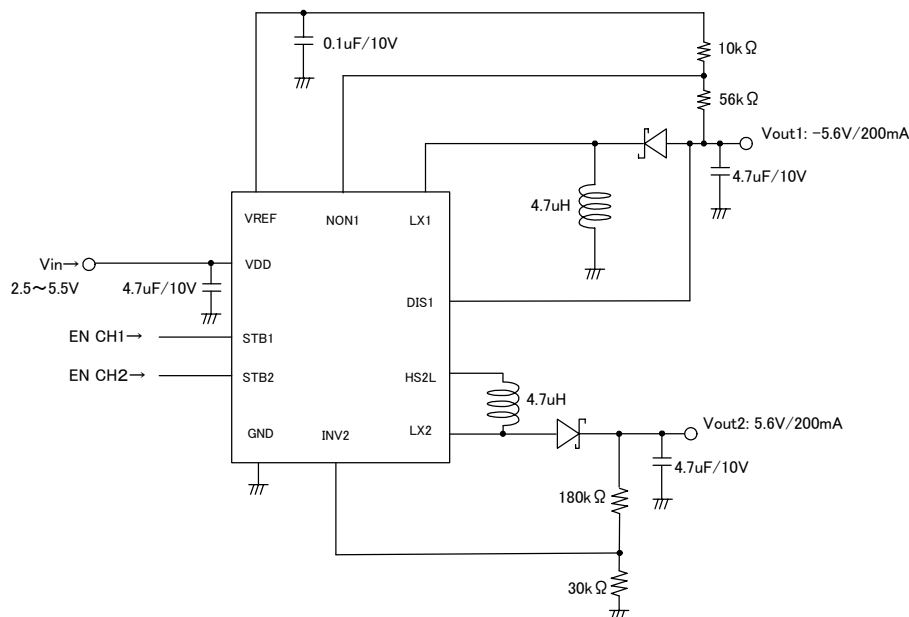 0.1uF/10V
10kΩ
56kΩ
Vout1: −5.6V/200mA
4.7uF/10V
4.7uH
VREF
NON1
LX1
Vin→
VDD
2.5～5.5V
4.7uF/10V
DIS1
EN CH1→
STB1
EN CH2→
STB2
HS2L
4.7uH
Vout2: 5.6V/200mA
GND
INV2
LX2
4.7uF/10V
180kΩ
30kΩ